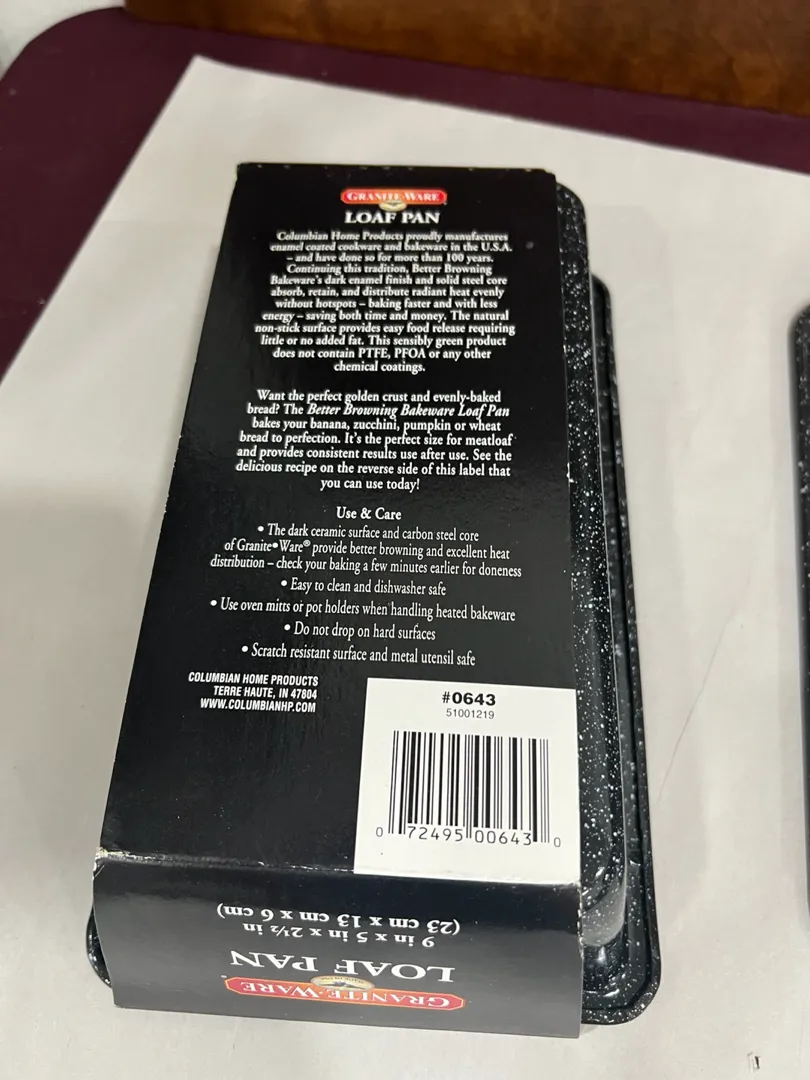 GRANITE•WARE
LOAF PAN
Columbian Home Products proudly manufactures
enamel coated cookware and bakeware in the U.S.A.
– and have done so for more than 100 years.
Continuing this tradition, Better Browning
Bakeware's dark enamel finish and solid steel core
absorb, retain, and distribute radiant heat evenly
without hotspots – baking faster and with less
energy – saving both time and money. The natural
non-stick surface provides easy food release requiring
little or no added fat. This sensibly green product
does not contain PTFE, PFOA or any other
chemical coatings.
Want the perfect golden crust and evenly-baked
bread? The Better Browning Bakeware Loaf Pan
bakes your banana, zucchini, pumpkin or wheat
bread to perfection. It's the perfect size for meatloaf
and provides consistent results use after use. See the
delicious recipe on the reverse side of this label that
you can use today!
Use & Care
• The dark ceramic surface and carbon steel core
of Granite•Ware® provide better browning and excellent heat
distribution – check your baking a few minutes earlier for doneness
• Easy to clean and dishwasher safe
• Use oven mitts or pot holders when handling heated bakeware
• Do not drop on hard surfaces
• Scratch resistant surface and metal utensil safe
COLUMBIAN HOME PRODUCTS
TERRE HAUTE, IN 47804
WWW.COLUMBIANHP.COM
#0643
51001219
0 72495 00643 0
GRANITE•WARE
LOAF PAN
9 in x 5 in x 2½ in
(23 cm x 13 cm x 6 cm)